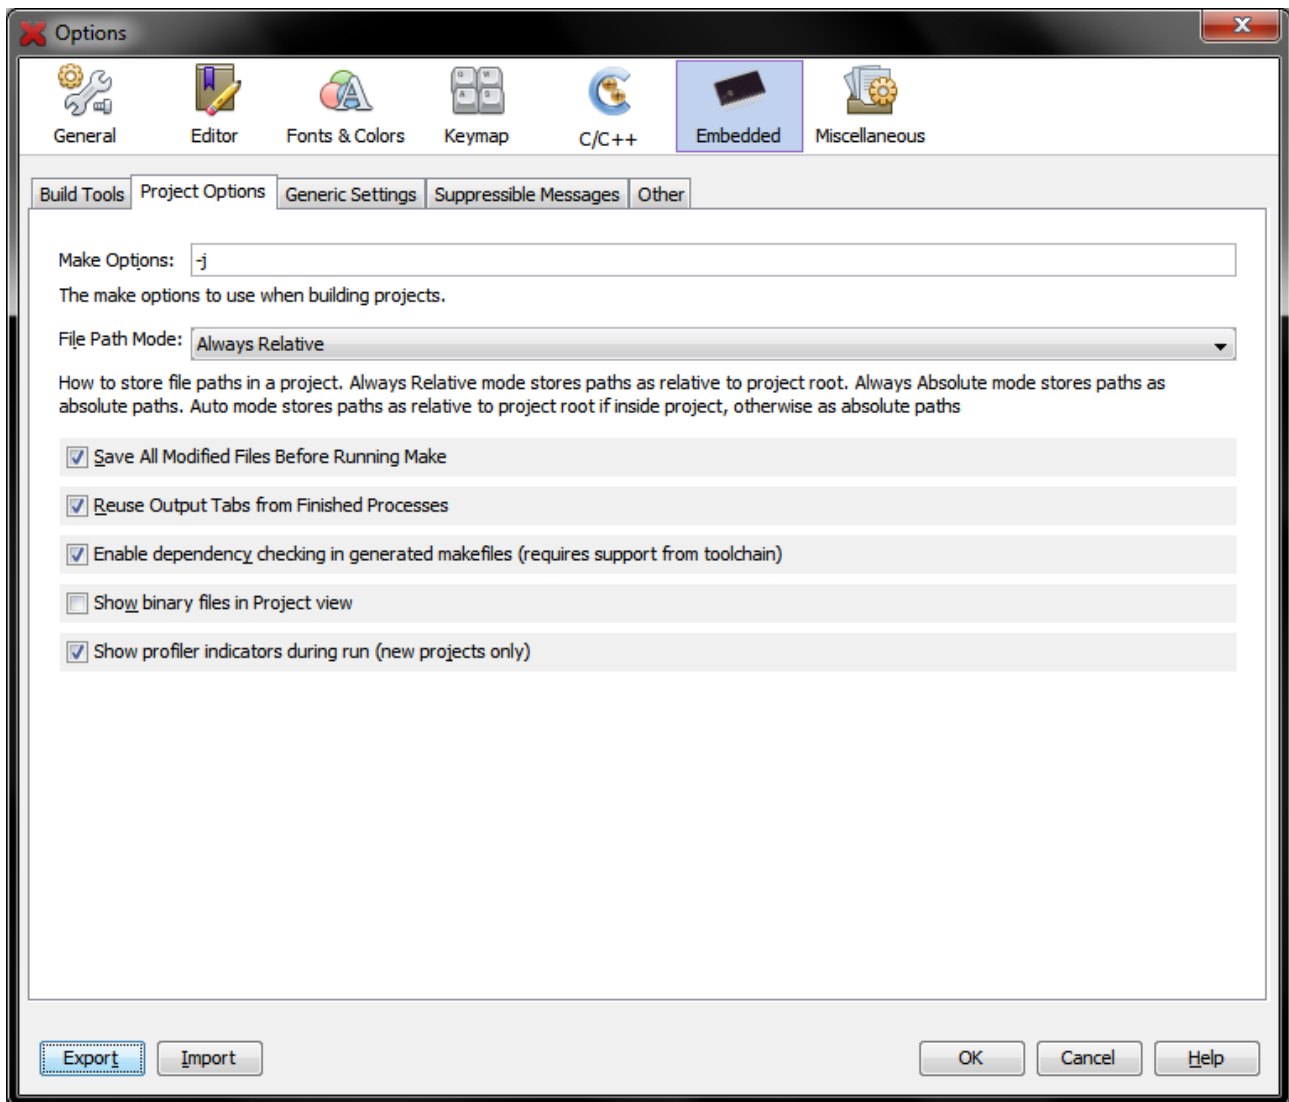 Options
X
General
Editor
Fonts & Colors
Keymap
C/C++
Embedded
Miscellaneous
Build Tools
Project Options
Generic Settings
Suppressible Messages
Other
Make Options:
-j
The make options to use when building projects.
File Path Mode:
Always Relative
How to store file paths in a project. Always Relative mode stores paths as relative to project root. Always Absolute mode stores paths as
absolute paths. Auto mode stores paths as relative to project root if inside project, otherwise as absolute paths
Save All Modified Files Before Running Make
Reuse Output Tabs from Finished Processes
Enable dependency checking in generated makefiles (requires support from toolchain)
Show binary files in Project view
Show profiler indicators during run (new projects only)
Export
Import
OK
Cancel
Help